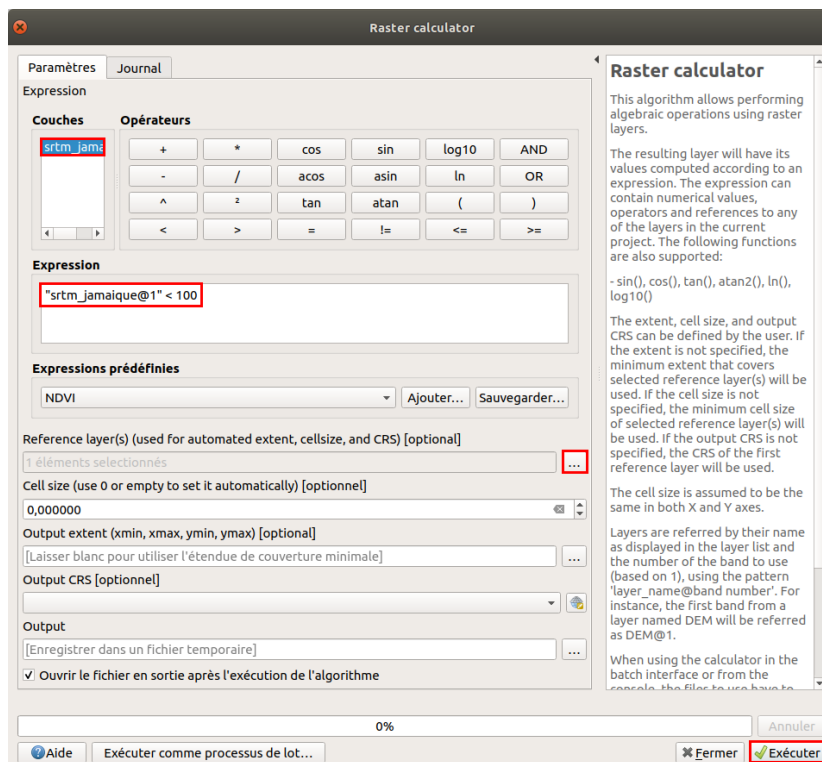 Raster calculator
Paramètres
Journal
Expression
Couches
Opérateurs
srtm_jama
+ * cos sin log10 AND
- / acos asin ln OR
^ ² tan atan ( )
< > = != <= >=
Expression
"srtm_jamaique@1" < 100
Expressions prédéfinies
NDVI
Ajouter...
Sauvegarder...
Reference layer(s) (used for automated extent, cellsize, and CRS) [optional]
1 éléments selectionnés
...
Cell size (use 0 or empty to set it automatically) [optionnel]
0,000000
Output extent (xmin, xmax, ymin, ymax) [optional]
[Laisser blanc pour utiliser l'étendue de couverture minimale]
...
Output CRS [optionnel]
Output
[Enregistrer dans un fichier temporaire]
...
Ouvrir le fichier en sortie après l'exécution de l'algorithme
Raster calculator
This algorithm allows performing
algebraic operations using raster
layers.
The resulting layer will have its
values computed according to an
expression. The expression can
contain numerical values,
operators and references to any
of the layers in the current
project. The following functions
are also supported:
- sin(), cos(), tan(), atan2(), ln(),
log10()
The extent, cell size, and output
CRS can be defined by the user. If
the extent is not specified, the
minimum extent that covers
selected reference layer(s) will be
used. If the cell size is not
specified, the minimum cell size
of selected reference layer(s) will
be used. If the output CRS is not
specified, the CRS of the first
reference layer will be used.
The cell size is assumed to be the
same in both X and Y axes.
Layers are referred by their name
as displayed in the layer list and
the number of the band to use
(based on 1), using the pattern
'layer_name@band number'. For
instance, the first band from a
layer named DEM will be referred
as DEM@1.
When using the calculator in the
batch interface or from the
console, the files to use have to
0%
Annuler
Aide
Exécuter comme processus de lot...
Fermer
Exécuter